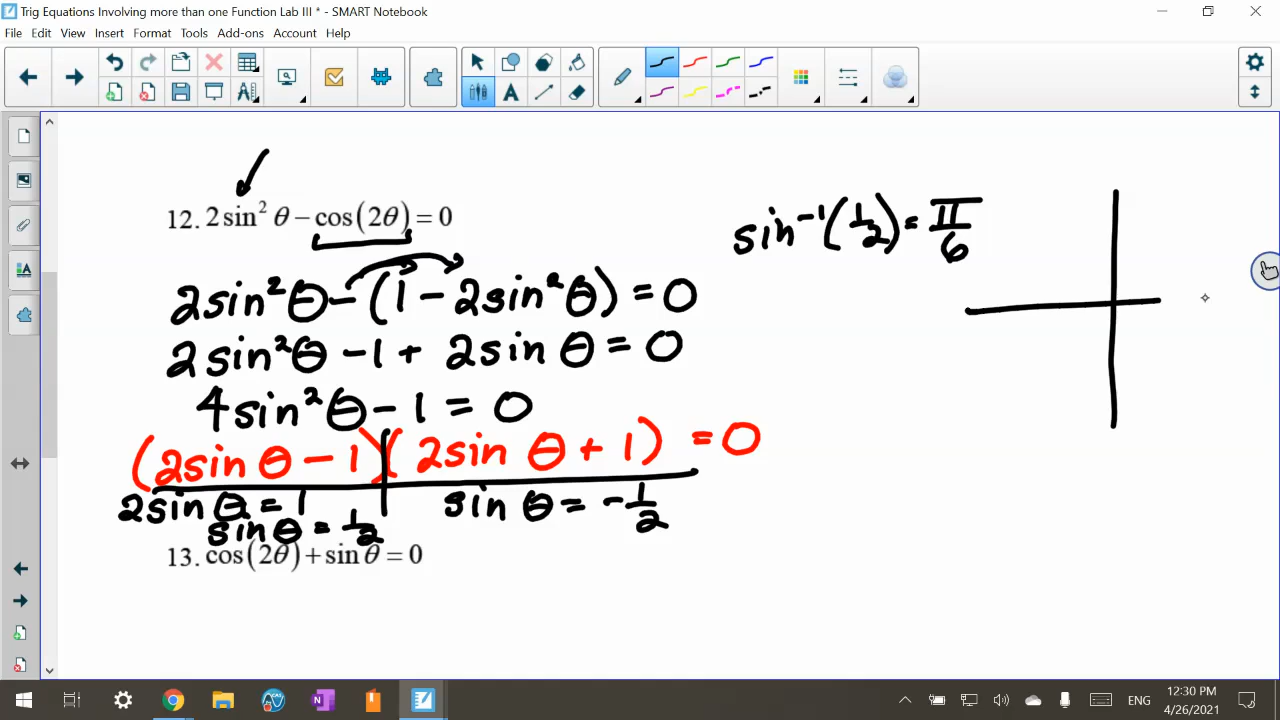 Trig Equations Involving more than one Function Lab III * - SMART Notebook
File Edit View Insert Format Tools Add-ons Account Help
12. 2 sin² θ − cos(2θ) = 0
2sin²θ − (1 − 2sin²θ) = 0
2sin²θ − 1 + 2sin θ = 0
4sin²θ − 1 = 0
(2sin θ − 1)(2sin θ + 1) = 0
2sin θ = 1
sin θ = 1/2
sin θ = −1/2
sin⁻¹(1/2) = π/6
13. cos(2θ) + sin θ = 0
ENG
12:30 PM
4/26/2021